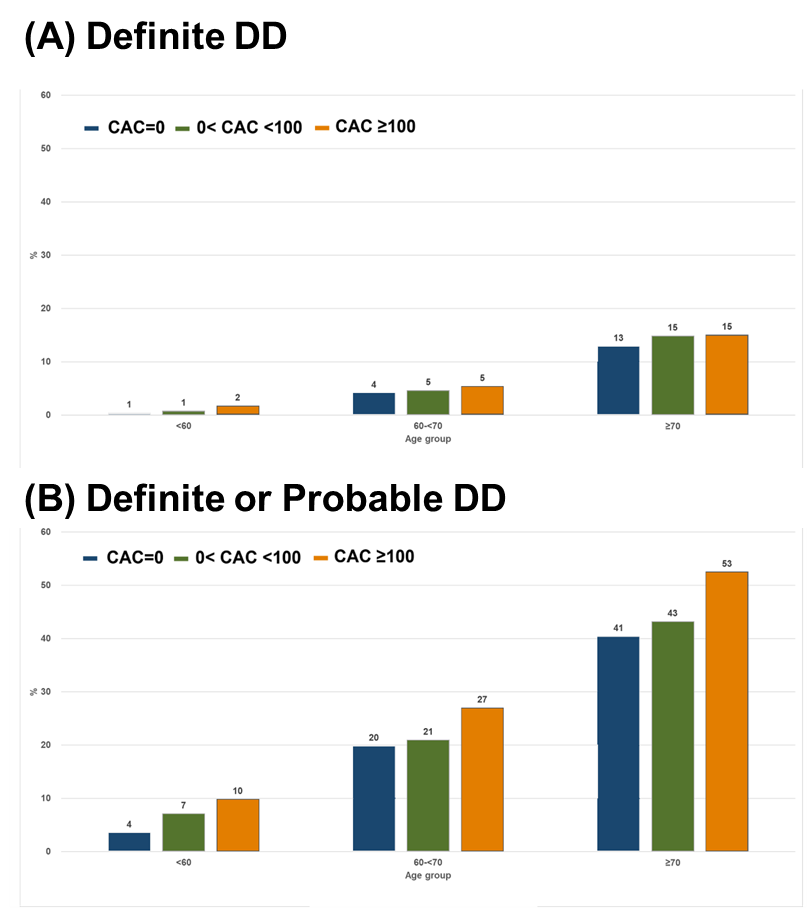 (A) Definite DD
60
CAC=0 0< CAC <100 CAC ≥100
50
40
% 30
20
13 15 15
10
4 5 5
1 1 2
0
<60 60-<70 ≥70
Age group
(B) Definite or Probable DD
60
CAC=0 0< CAC <100 CAC ≥100
53
50
41 43
40
% 30
27
20 21
20
10
4 7 10
0
<60 60-<70 ≥70
Age group